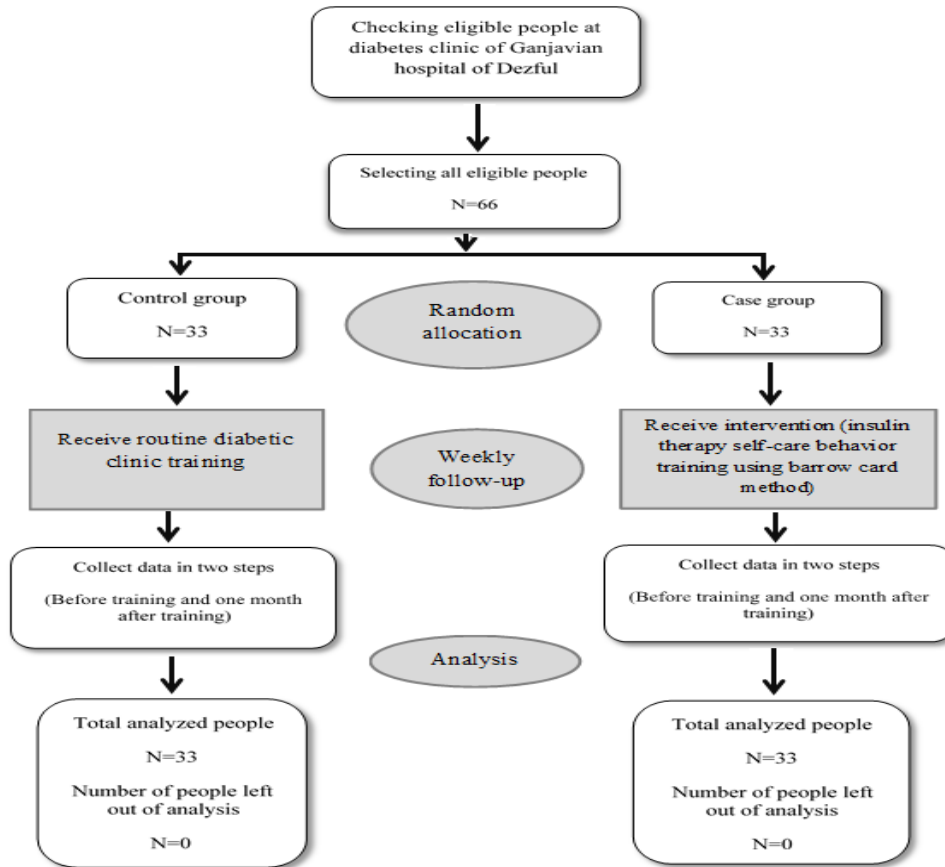 Checking eligible people at
diabetes clinic of Ganjavian
hospital of Dezful
Selecting all eligible people
N=66
Control group
N=33
Random
allocation
Case group
N=33
Receive routine diabetic
clinic training
Weekly
follow-up
Receive intervention (insulin
therapy self-care behavior
training using barrow card
method)
Collect data in two steps
(Before training and one month
after training)
Collect data in two steps
(Before training and one month after
training)
Analysis
Total analyzed people
N=33
Number of people left
out of analysis
N=0
Total analyzed people
N=33
Number of people left
out of analysis
N=0